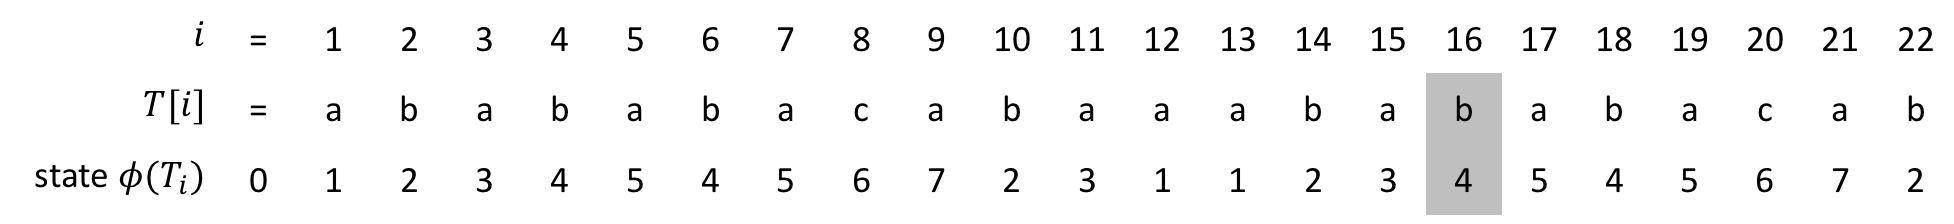 i = 1 2 3 4 5 6 7 8 9 10 11 12 13 14 15 16 17 18 19 20 21 22
T[i] = a b a b a b a c a b a a a b a b a b a c a b
state ϕ(Tᵢ) 0 1 2 3 4 5 4 5 6 7 2 3 1 1 2 3 4 5 4 5 6 7 2